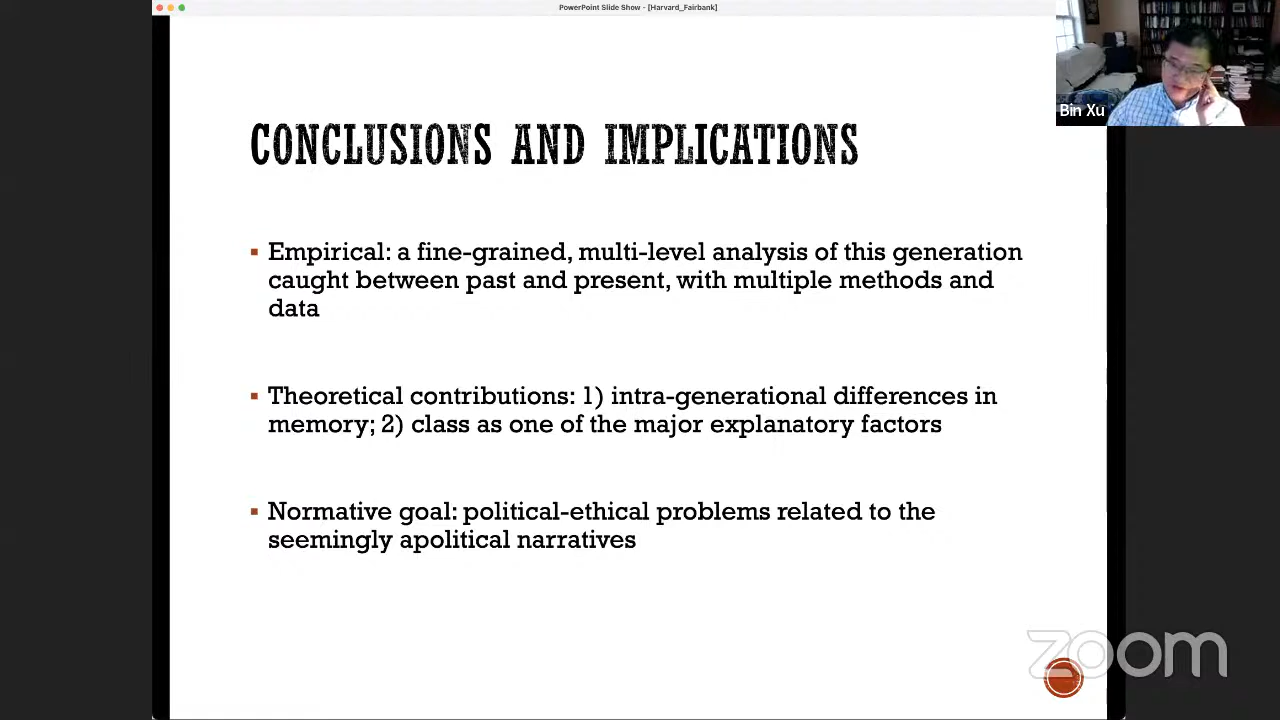 PowerPoint Slide Show - [Harvard_Fairbank]
Bin Xu
CONCLUSIONS AND IMPLICATIONS
▪ Empirical: a fine-grained, multi-level analysis of this generation
caught between past and present, with multiple methods and
data
▪ Theoretical contributions: 1) intra-generational differences in
memory; 2) class as one of the major explanatory factors
▪ Normative goal: political-ethical problems related to the
seemingly apolitical narratives
zoom